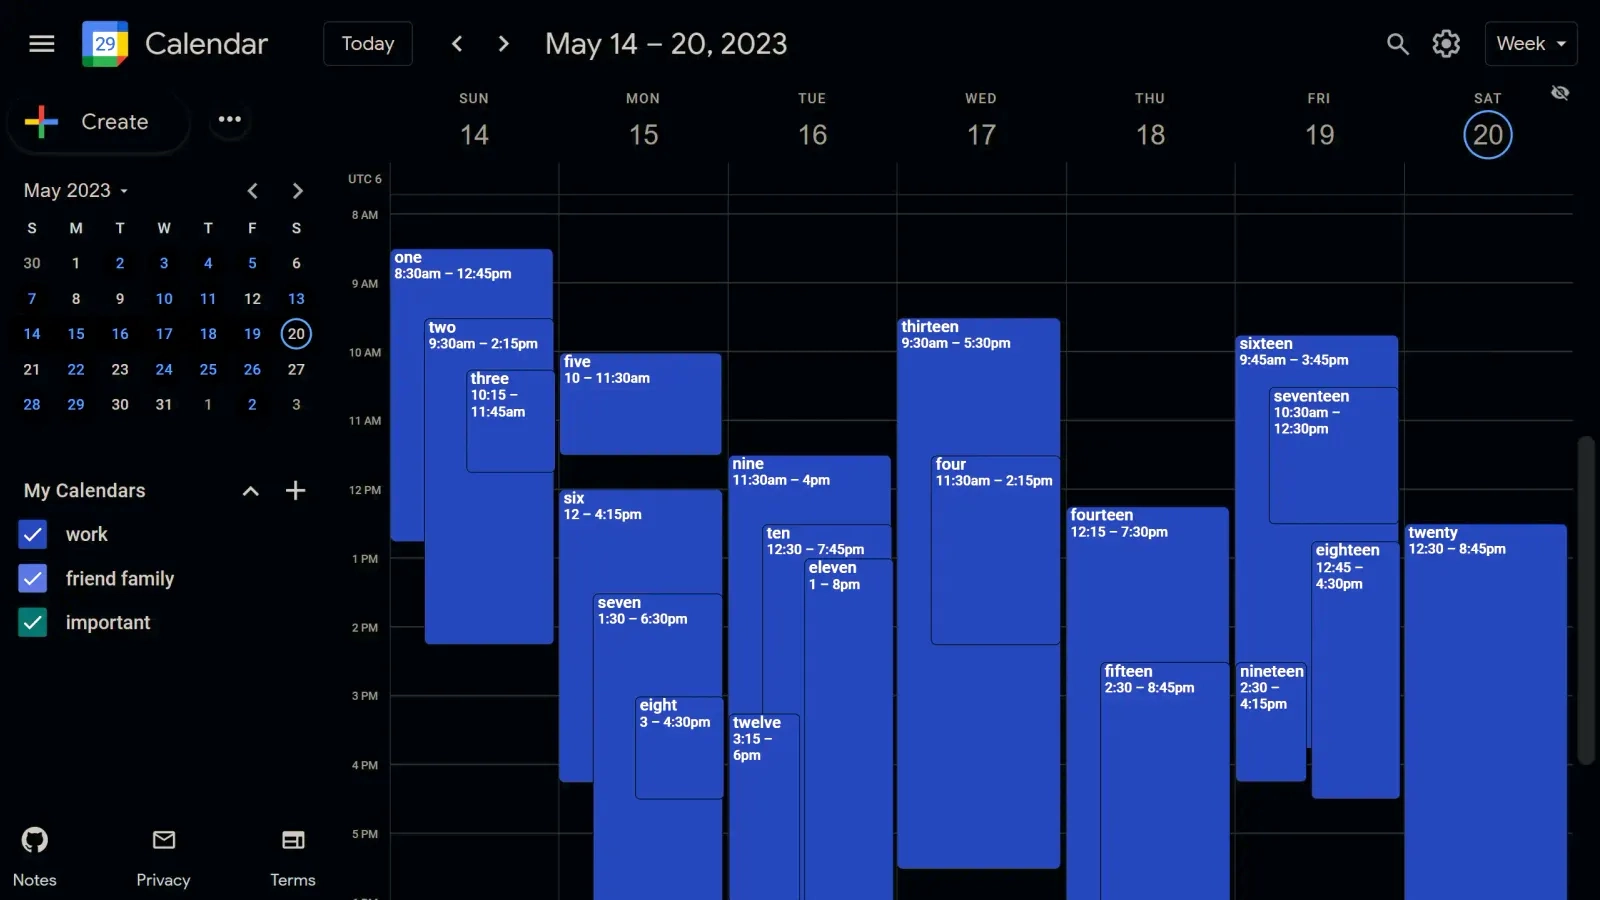 29 Calendar Today May 14 – 20, 2023 Week
Create
SUN MON TUE WED THU FRI SAT
14 15 16 17 18 19 20
May 2023
S M T W T F S
30 1 2 3 4 5 6
7 8 9 10 11 12 13
14 15 16 17 18 19 20
21 22 23 24 25 26 27
28 29 30 31 1 2 3
My Calendars
work
friend family
important
Notes Privacy Terms
UTC 6
8 AM
9 AM
10 AM
11 AM
12 PM
1 PM
2 PM
3 PM
4 PM
5 PM
one
8:30am – 12:45pm
two
9:30am – 2:15pm
three
10:15 –
11:45am
five
10 – 11:30am
six
12 – 4:15pm
seven
1:30 – 6:30pm
eight
3 – 4:30pm
nine
11:30am – 4pm
ten
12:30 – 7:45pm
eleven
1 – 8pm
twelve
3:15 –
6pm
thirteen
9:30am – 5:30pm
four
11:30am – 2:15pm
fourteen
12:15 – 7:30pm
fifteen
2:30 – 8:45pm
sixteen
9:45am – 3:45pm
seventeen
10:30am –
12:30pm
eighteen
12:45 –
4:30pm
nineteen
2:30 –
4:15pm
twenty
12:30 – 8:45pm